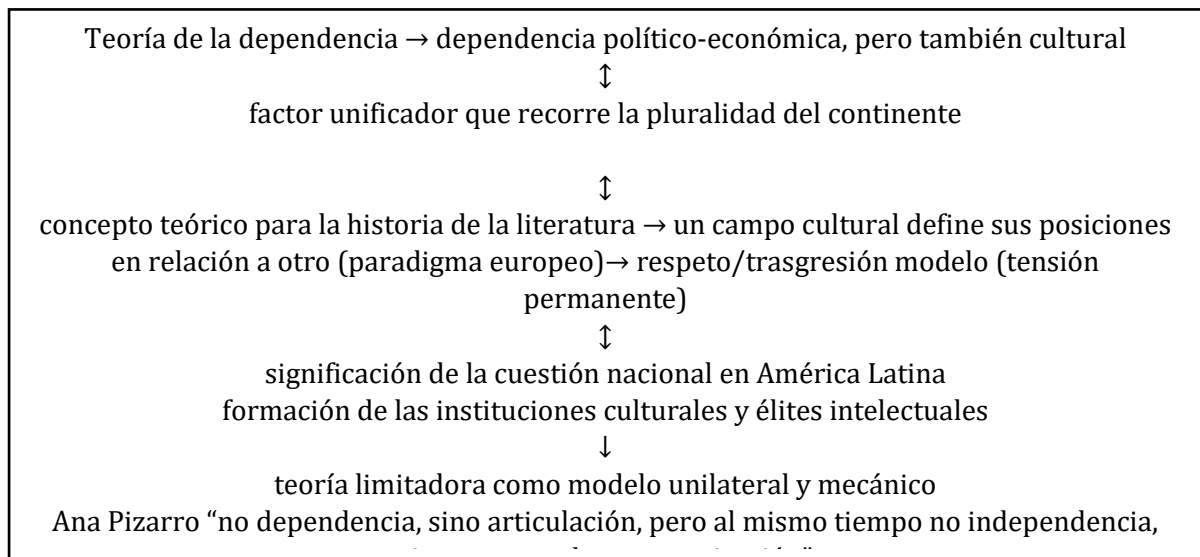 Teoría de la dependencia → dependencia político-económica, pero también cultural
↕
factor unificador que recorre la pluralidad del continente
↕
concepto teórico para la historia de la literatura → un campo cultural define sus posiciones
en relación a otro (paradigma europeo)→ respeto/trasgresión modelo (tensión
permanente)
↕
significación de la cuestión nacional en América Latina
formación de las instituciones culturales y élites intelectuales
↓
teoría limitadora como modelo unilateral y mecánico
Ana Pizarro “no dependencia, sino articulación, pero al mismo tiempo no independencia,